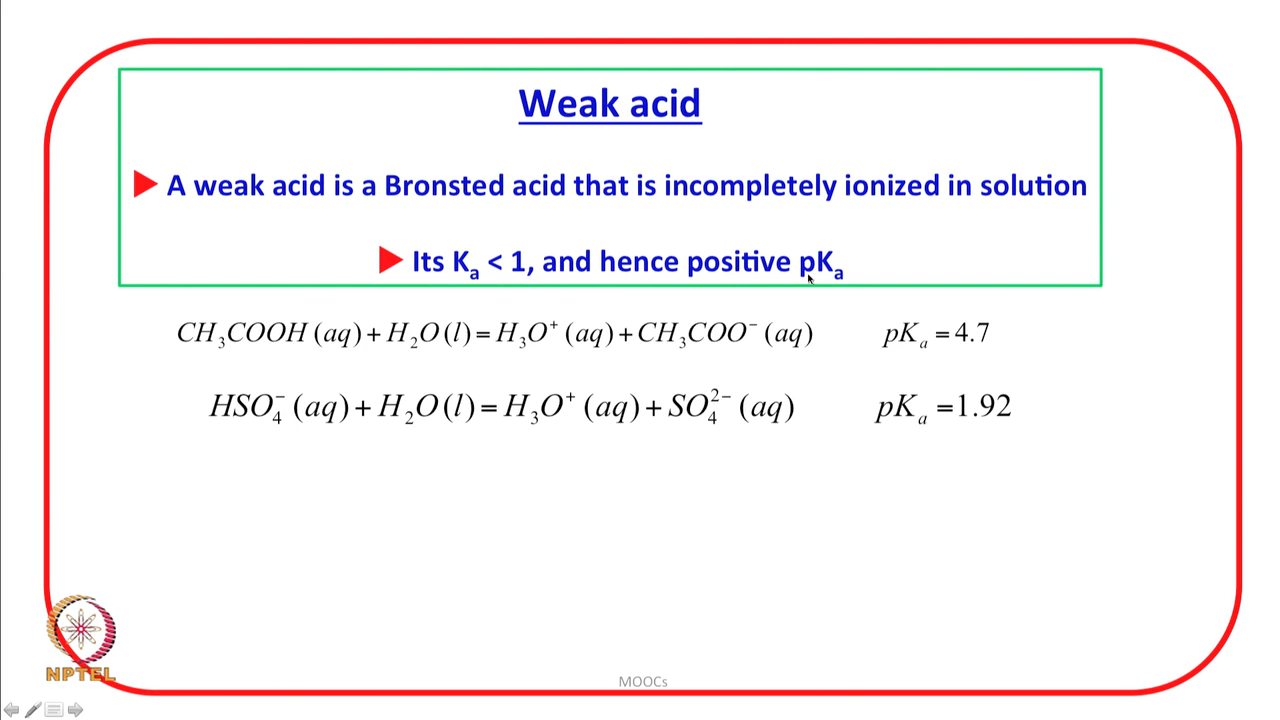 Weak acid
▶ A weak acid is a Bronsted acid that is incompletely ionized in solution
▶ Its Kₐ < 1, and hence positive pKₐ
CH₃COOH (aq) + H₂O(l) = H₃O⁺ (aq) + CH₃COO⁻ (aq) pKₐ = 4.7
HSO₄⁻ (aq) + H₂O(l) = H₃O⁺ (aq) + SO₄²⁻ (aq) pKₐ =1.92
NPTEL
MOOCs